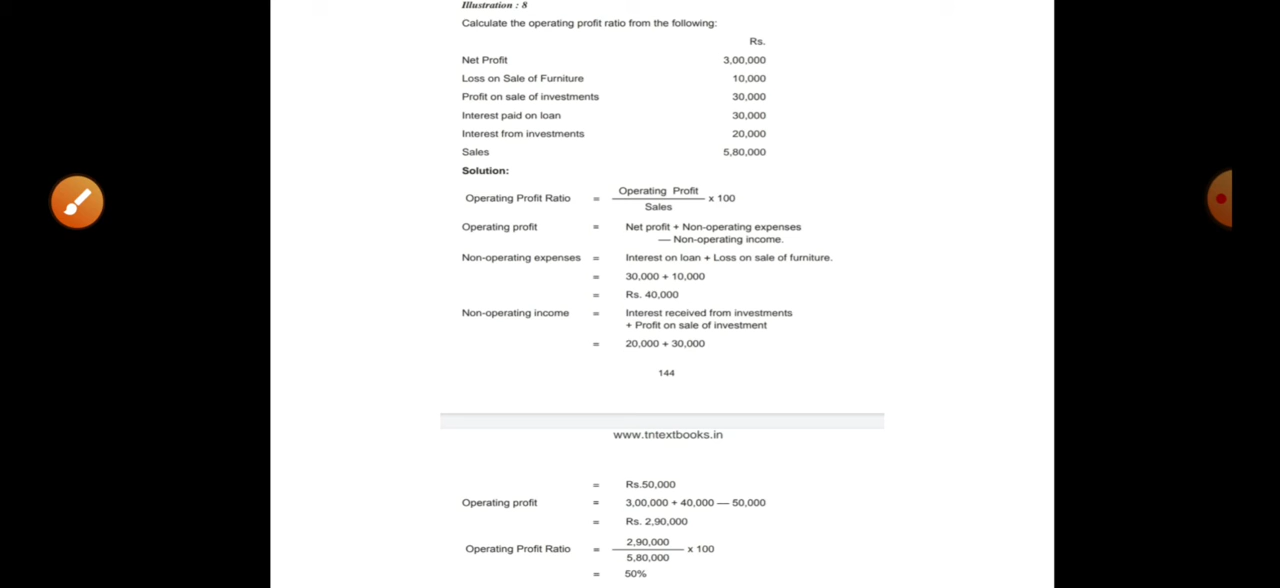 Illustration : 8
Calculate the operating profit ratio from the following:
Rs.
Net Profit 3,00,000
Loss on Sale of Furniture 10,000
Profit on sale of investments 30,000
Interest paid on loan 30,000
Interest from investments 20,000
Sales 5,80,000
Solution:
Operating Profit Ratio = Operating Profit / Sales x 100
Operating profit = Net profit + Non-operating expenses
— Non-operating income.
Non-operating expenses = Interest on loan + Loss on sale of furniture.
= 30,000 + 10,000
= Rs. 40,000
Non-operating income = Interest received from investments
+ Profit on sale of investment
= 20,000 + 30,000
144
www.tntextbooks.in
= Rs.50,000
Operating profit = 3,00,000 + 40,000 — 50,000
= Rs. 2,90,000
Operating Profit Ratio = 2,90,000 / 5,80,000 x 100
= 50%